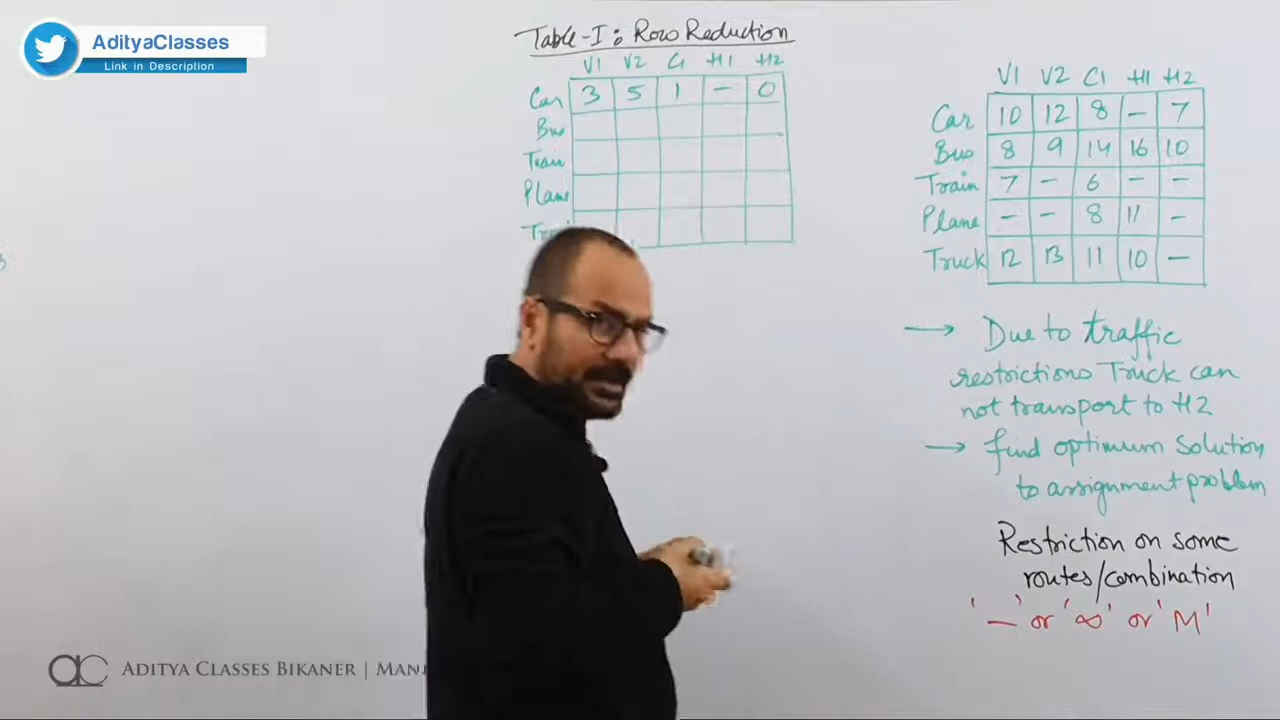 AdityaClasses
Link in Description
Table-I: Row Reduction
V1 V2 C1 H1 H2
Car 3 5 1 — 0
Bus
Train
Plane
V1 V2 C1 H1 H2
Car 10 12 8 — 7
Bus 8 9 14 16 10
Train 7 — 6 — —
Plane — — 8 11 —
Truck 12 13 11 10 —
→ Due to traffic
restrictions Truck can
not transport to H2
→ find optimum solution
to assignment problem
Restriction on some
routes/combination
'—' or '∞' or 'M'
ac ADITYA CLASSES BIKANER |